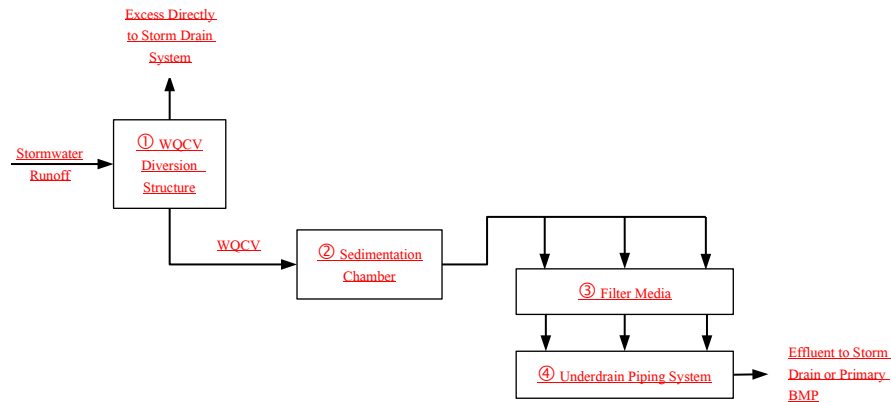 Excess Directly
to Storm Drain
System
Stormwater
Runoff
① WQCV
Diversion
Structure
WQCV
② Sedimentation
Chamber
③ Filter Media
④ Underdrain Piping System
Effluent to Storm
Drain or Primary
BMP